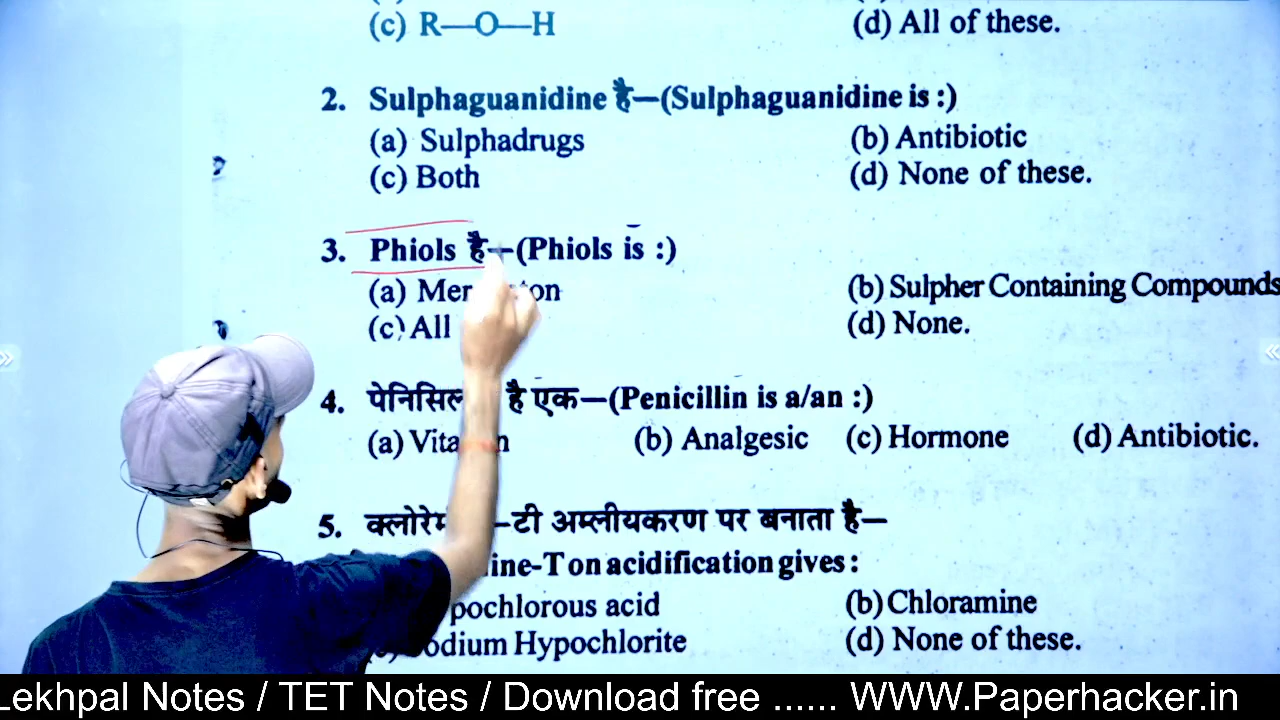 (c) R—O—H (d) All of these.
2. Sulphaguanidine है—(Sulphaguanidine is :)
(a) Sulphadrugs (b) Antibiotic
(c) Both (d) None of these.
3. Phiols है—(Phiols is :)
(a) (b) Sulpher Containing Compounds
(c) All (d) None.
4. है एक—(Penicillin is a/an :)
(a) (b) Analgesic (c) Hormone (d) Antibiotic.
5. –टी अम्लीयकरण पर बनाता है—
ine-T on acidification gives :
pochlorous acid (b) Chloramine
odium Hypochlorite (d) None of these.
Lekhpal Notes / TET Notes / Download free ...... WWW.Paperhacker.in